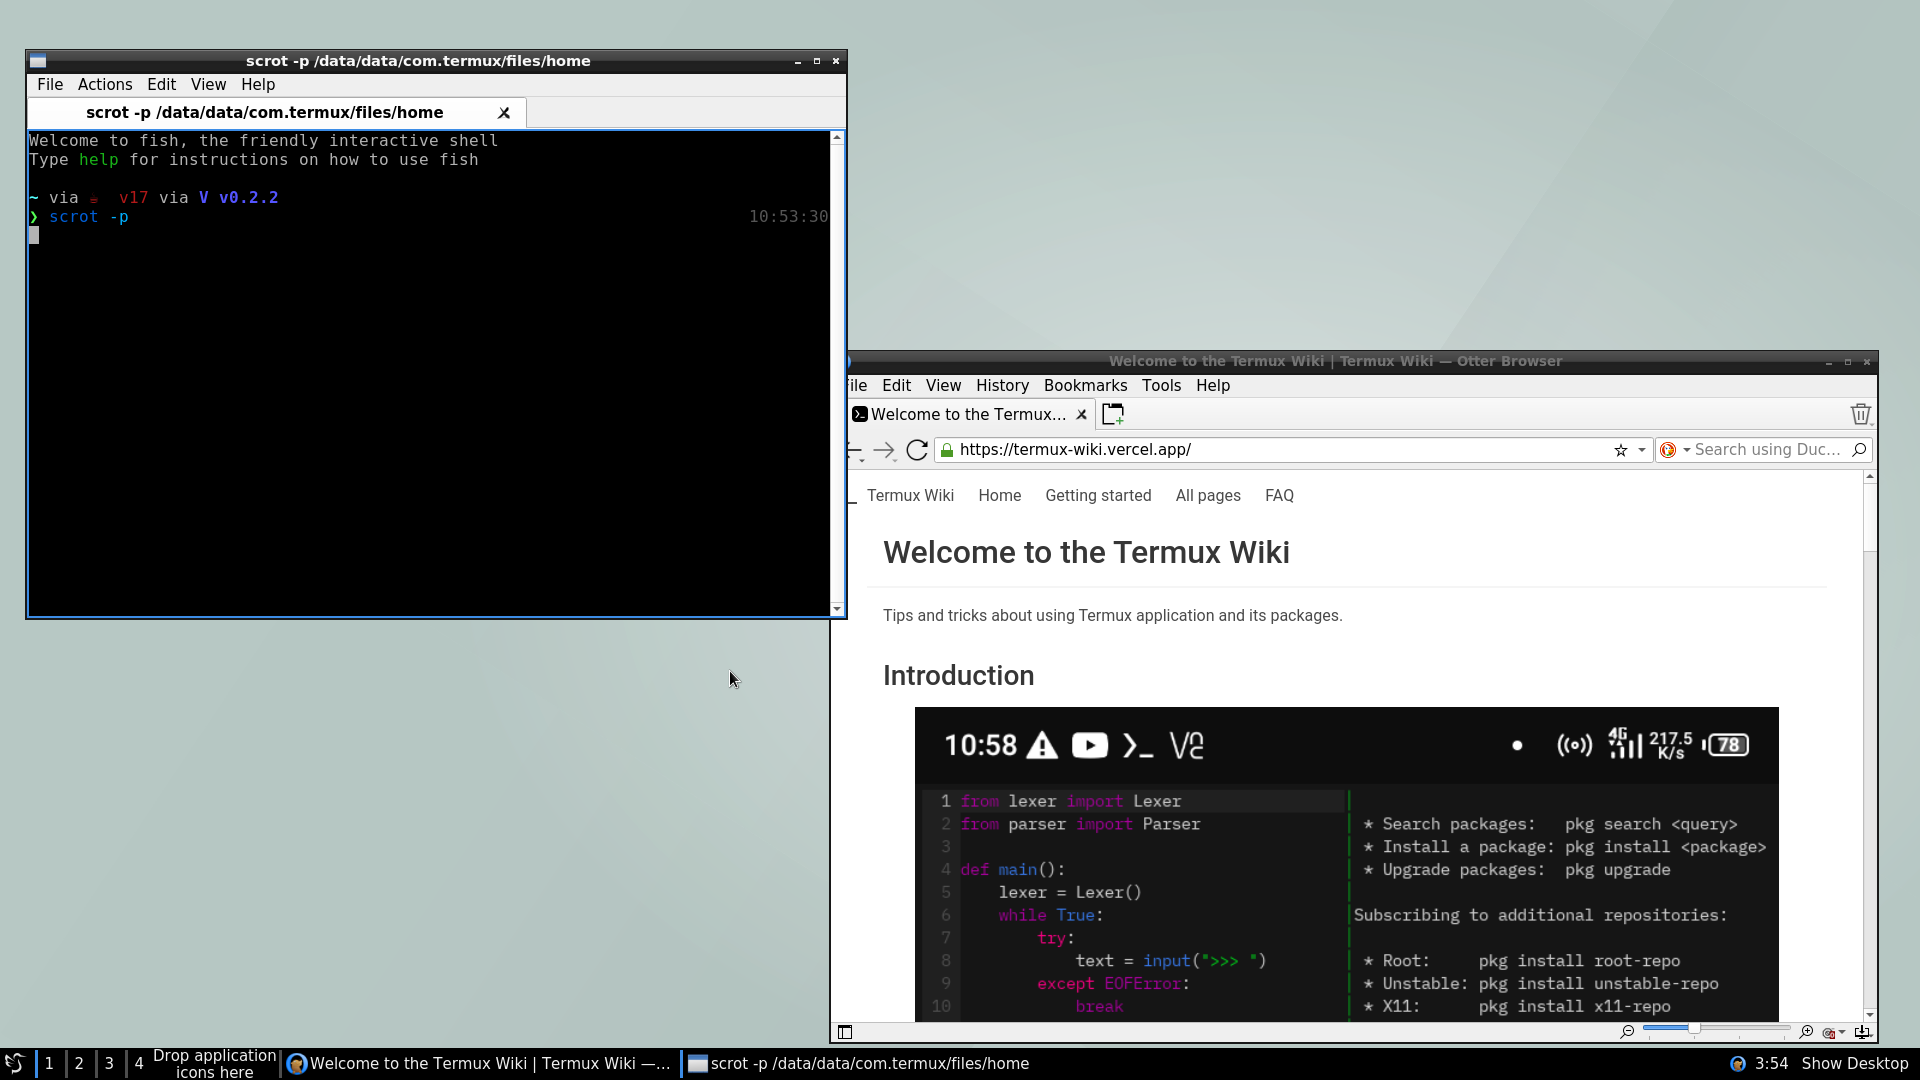 scrot -p /data/data/com.termux/files/home
File Actions Edit View Help
scrot -p /data/data/com.termux/files/home
Welcome to fish, the friendly interactive shell
Type help for instructions on how to use fish
~ via ☕ v17 via V v0.2.2
❯ scrot -p 10:53:30
Welcome to the Termux Wiki | Termux Wiki — Otter Browser
File Edit View History Bookmarks Tools Help
Welcome to the Termux...
https://termux-wiki.vercel.app/
Search using Duc...
Termux Wiki Home Getting started All pages FAQ
Welcome to the Termux Wiki
Tips and tricks about using Termux application and its packages.
Introduction
10:58 4G 217.5 K/s 78
1 from lexer import Lexer
2 from parser import Parser
3
4 def main():
5 lexer = Lexer()
6 while True:
7 try:
8 text = input(">>> ")
9 except EOFError:
10 break
* Search packages: pkg search <query>
* Install a package: pkg install <package>
* Upgrade packages: pkg upgrade
Subscribing to additional repositories:
* Root: pkg install root-repo
* Unstable: pkg install unstable-repo
* X11: pkg install x11-repo
1 2 3 4
Drop application
icons here
Welcome to the Termux Wiki | Termux Wiki —...
scrot -p /data/data/com.termux/files/home
3:54 Show Desktop